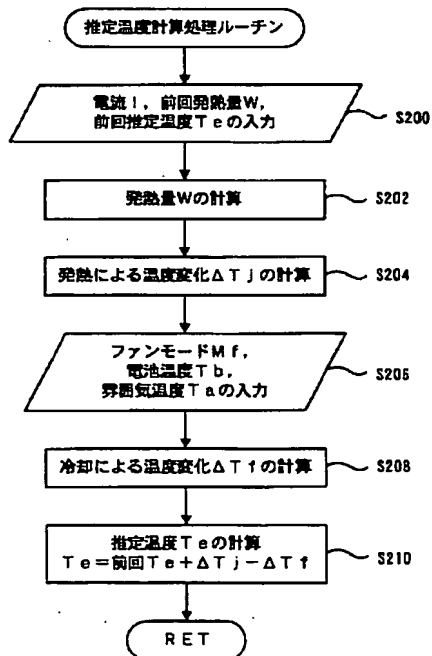 推定温度計算処理ルーチン
電流I，前回発熱量W，
前回推定温度Teの入力
S200
発熱量Wの計算
S202
発熱による温度変化ΔTjの計算
S204
ファンモードMf，
電池温度Tb，
雰囲気温度Taの入力
S206
冷却による温度変化ΔTfの計算
S208
推定温度Teの計算
Te＝前回Te＋ΔTj－ΔTf
S210
RET